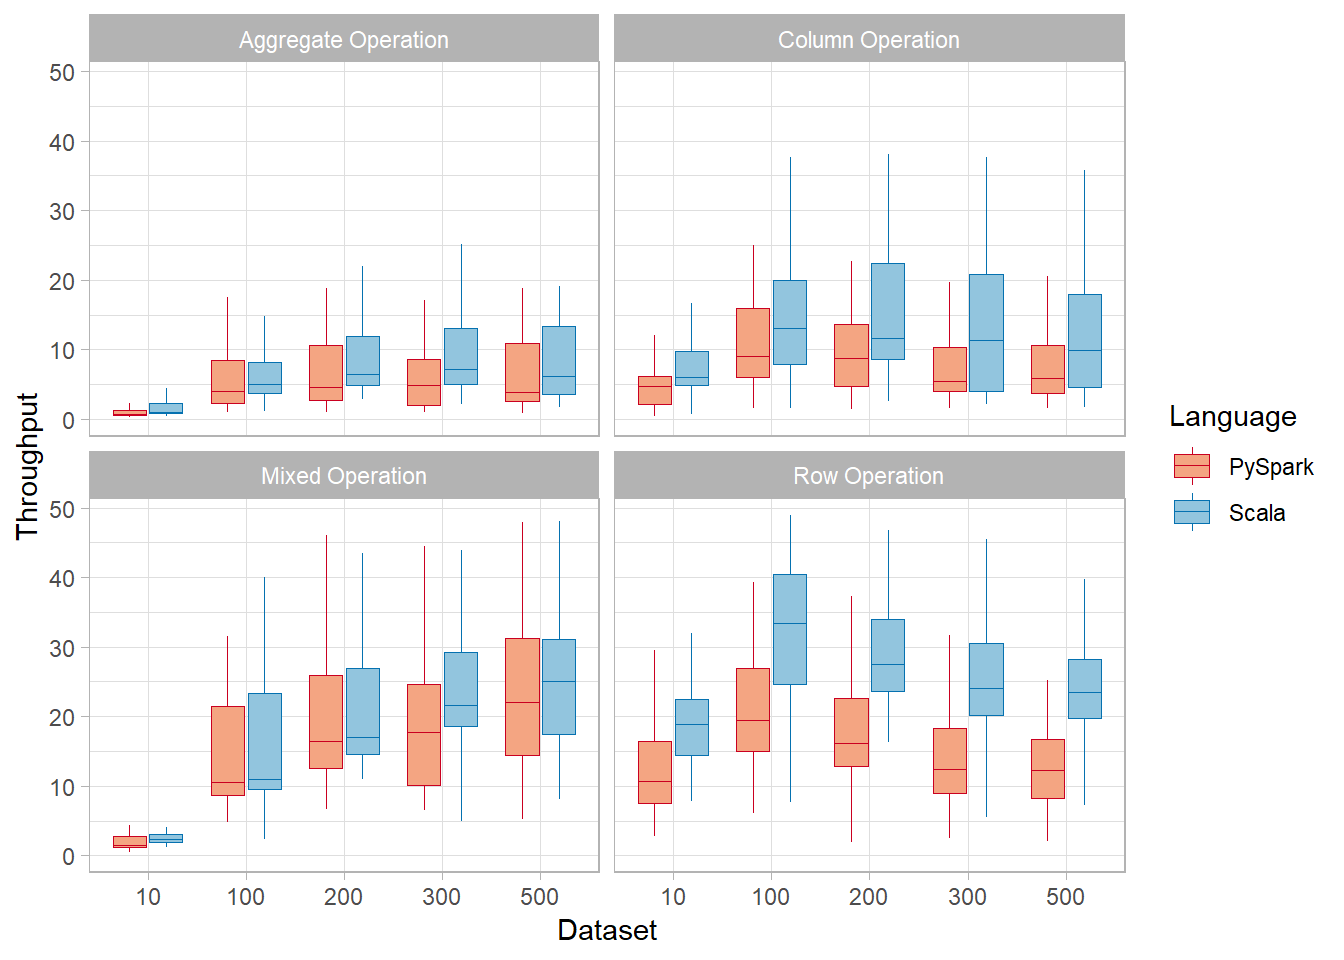 Aggregate Operation
Column Operation
50
40
30
20
10
0
Mixed Operation
Row Operation
50
40
30
20
10
0
10 100 200 300 500
10 100 200 300 500
Dataset
Throughput
Language
PySpark
Scala